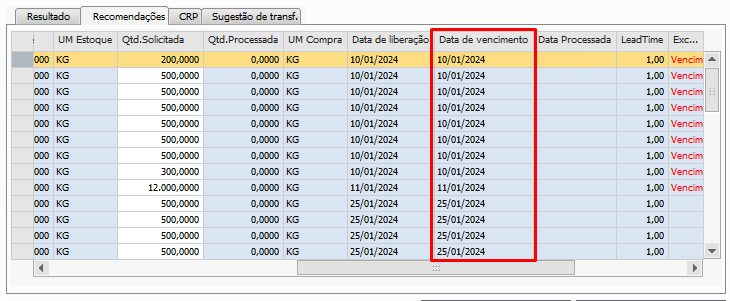 Resultado Recomendações CRP Sugestão de transf.
UM Estoque Qtd.Solicitada Qtd.Processada UM Compra Data de liberação Data de vencimento Data Processada LeadTime Exc...
000 KG 200,0000 0,0000 KG 10/01/2024 10/01/2024 1,00 Vencim
000 KG 500,0000 0,0000 KG 10/01/2024 10/01/2024 1,00 Vencim
000 KG 500,0000 0,0000 KG 10/01/2024 10/01/2024 1,00 Vencim
000 KG 500,0000 0,0000 KG 10/01/2024 10/01/2024 1,00 Vencim
000 KG 500,0000 0,0000 KG 10/01/2024 10/01/2024 1,00 Vencim
000 KG 500,0000 0,0000 KG 10/01/2024 10/01/2024 1,00 Vencim
000 KG 500,0000 0,0000 KG 10/01/2024 10/01/2024 1,00 Vencim
000 KG 300,0000 0,0000 KG 10/01/2024 10/01/2024 1,00 Vencim
000 KG 12.000,0000 0,0000 KG 11/01/2024 11/01/2024 1,00 Vencim
000 KG 500,0000 0,0000 KG 25/01/2024 25/01/2024 1,00
000 KG 500,0000 0,0000 KG 25/01/2024 25/01/2024 1,00
000 KG 500,0000 0,0000 KG 25/01/2024 25/01/2024 1,00
000 KG 500,0000 0,0000 KG 25/01/2024 25/01/2024 1,00